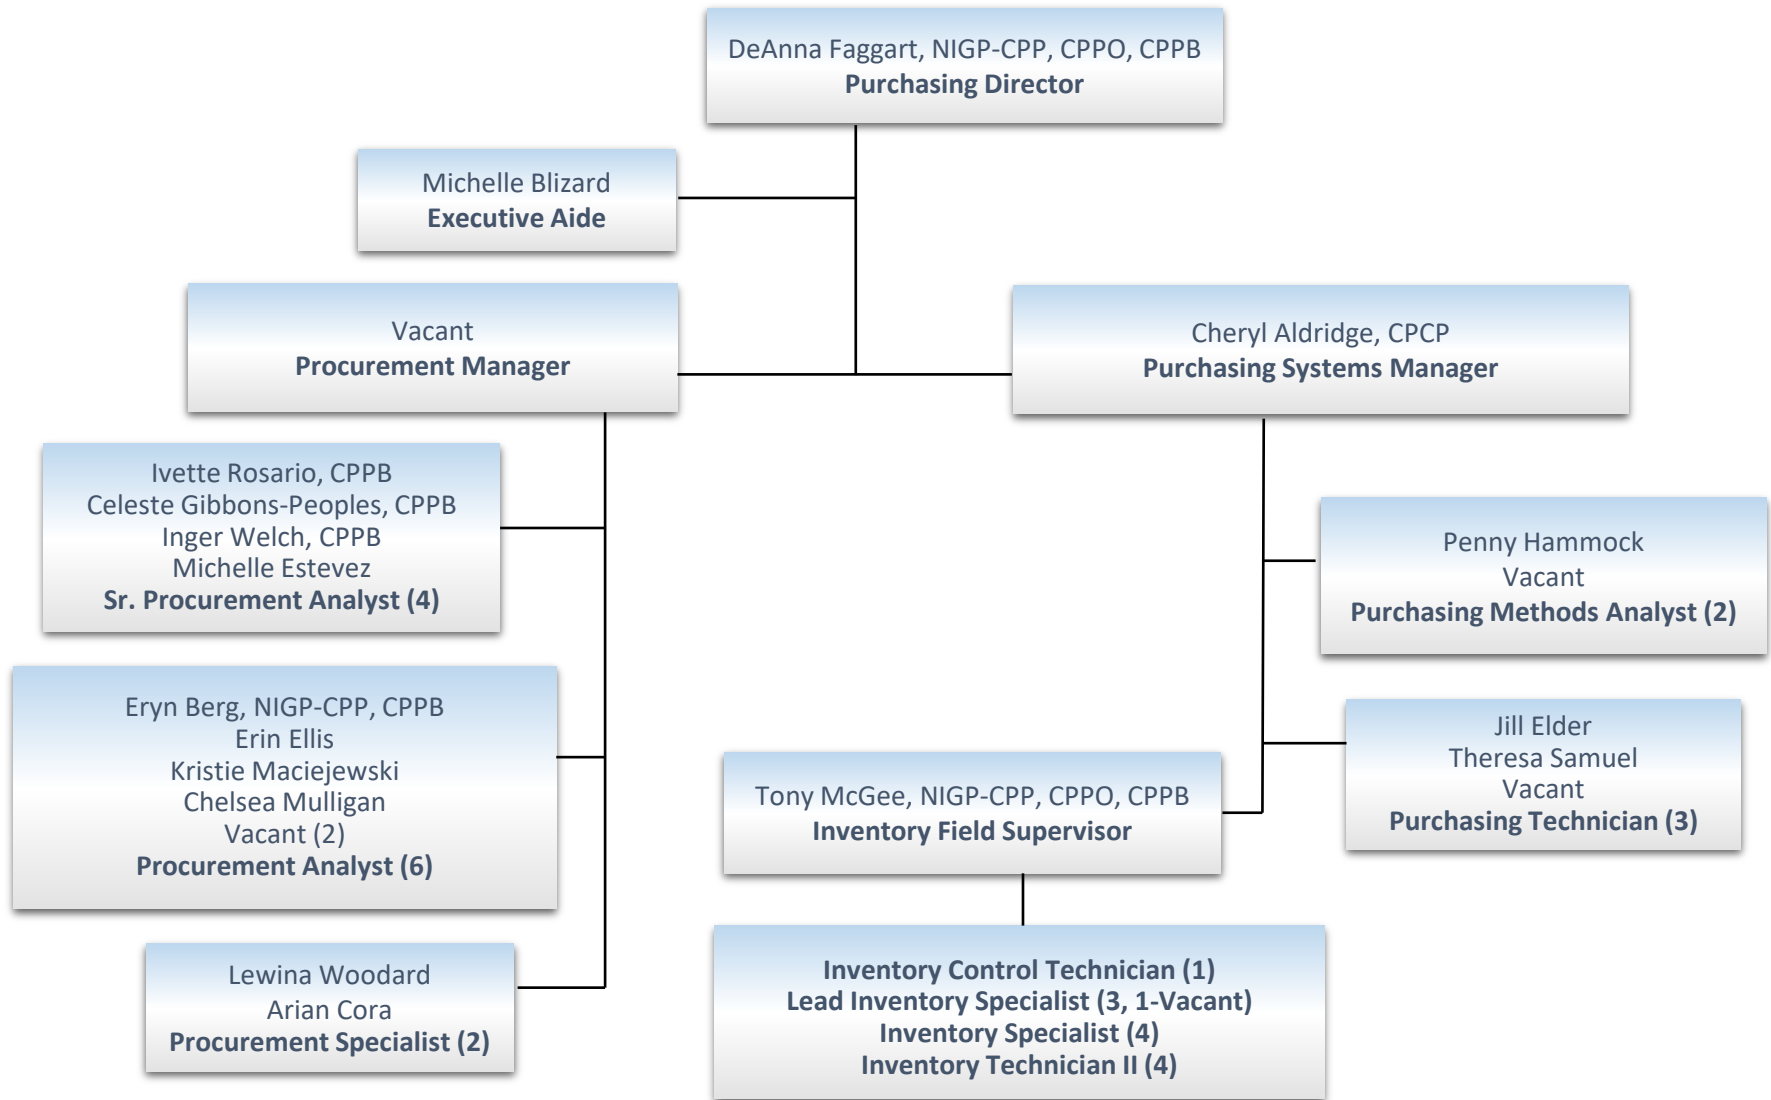 DeAnna Faggart, NIGP-CPP, CPPO, CPPB
Purchasing Director
Michelle Blizard
Executive Aide
Vacant
Procurement Manager
Cheryl Aldridge, CPCP
Purchasing Systems Manager
Ivette Rosario, CPPB
Celeste Gibbons-Peoples, CPPB
Inger Welch, CPPB
Michelle Estevez
Sr. Procurement Analyst (4)
Penny Hammock
Vacant
Purchasing Methods Analyst (2)
Eryn Berg, NIGP-CPP, CPPB
Erin Ellis
Kristie Maciejewski
Chelsea Mulligan
Vacant (2)
Procurement Analyst (6)
Jill Elder
Theresa Samuel
Vacant
Purchasing Technician (3)
Tony McGee, NIGP-CPP, CPPO, CPPB
Inventory Field Supervisor
Lewina Woodard
Arian Cora
Procurement Specialist (2)
Inventory Control Technician (1)
Lead Inventory Specialist (3, 1-Vacant)
Inventory Specialist (4)
Inventory Technician II (4)